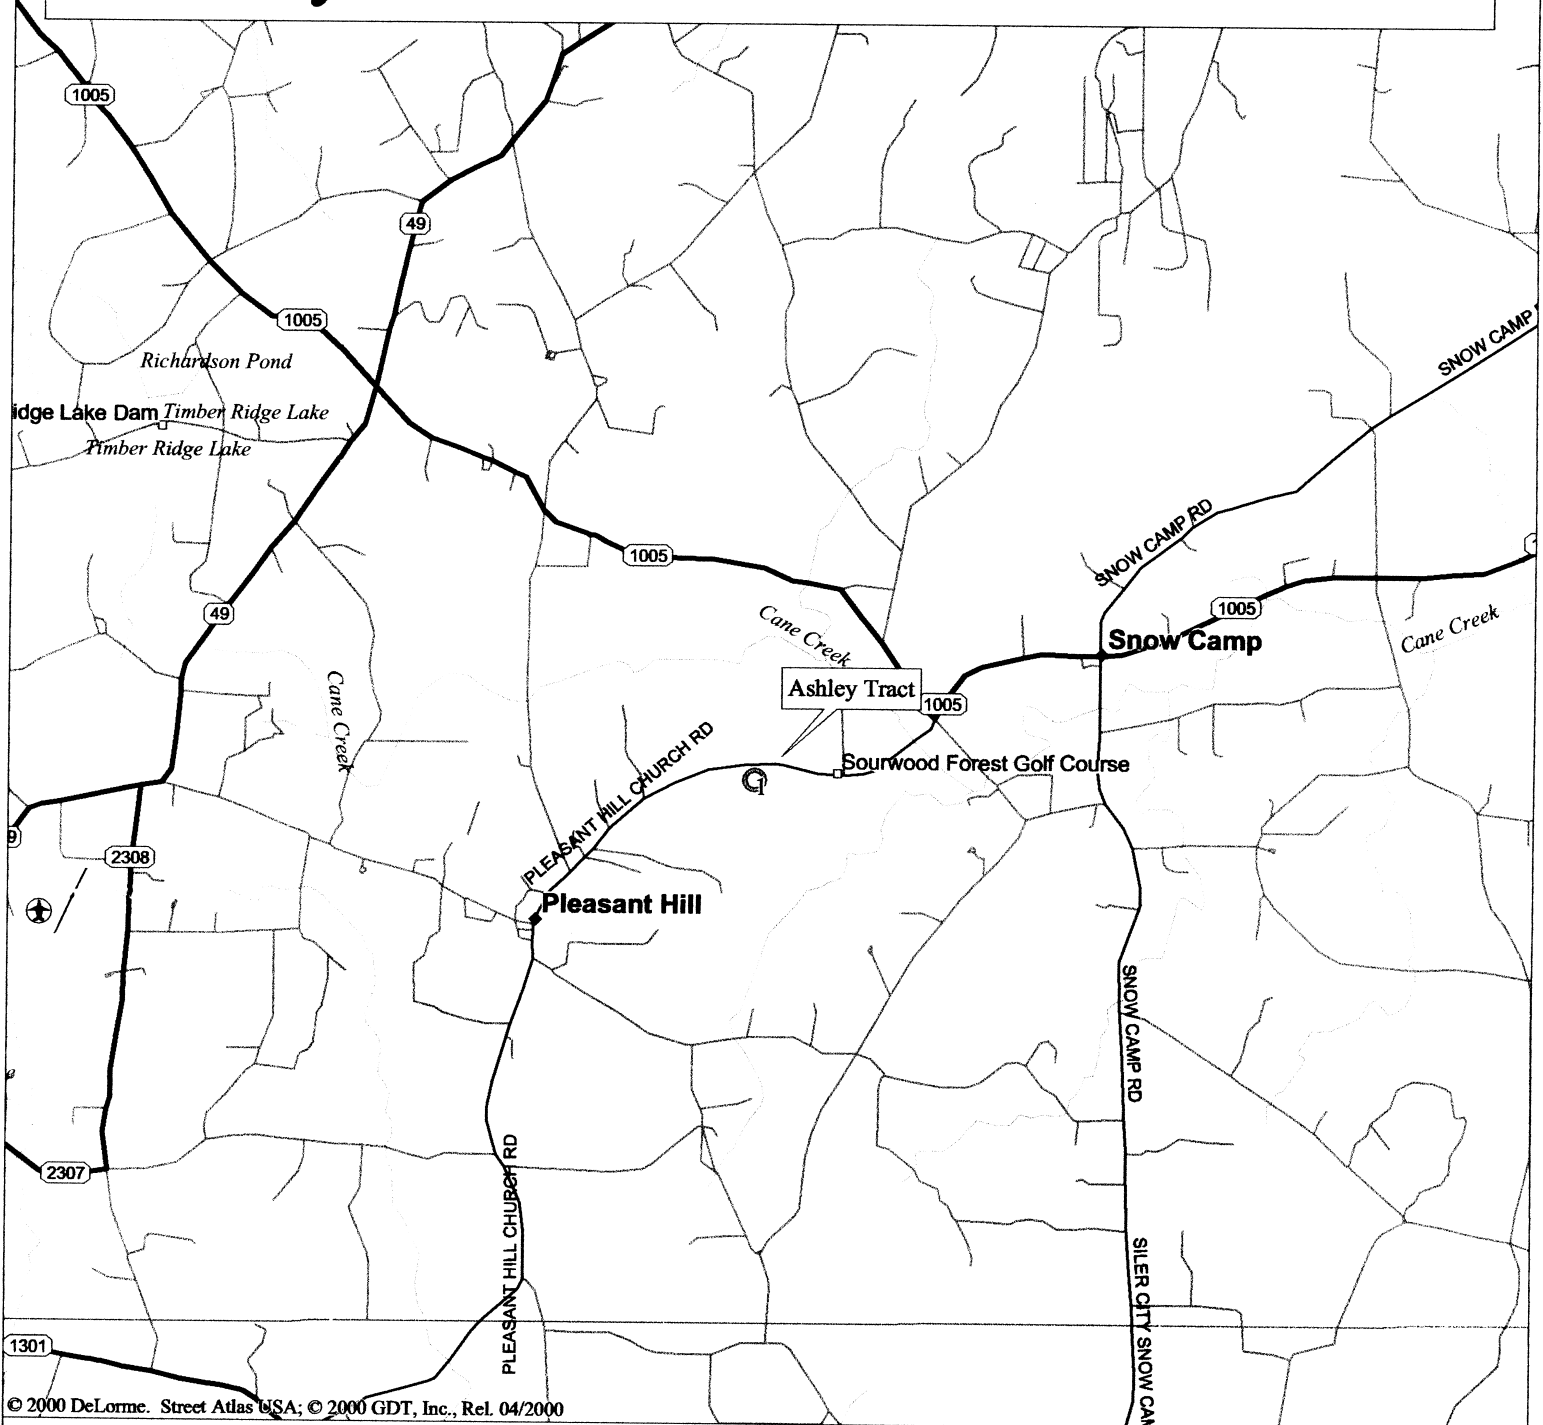 1005
49
1005
SNOW CAMP
Richardson Pond
idge Lake Dam
Timber Ridge Lake
Timber Ridge Lake
SNOW CAMP RD
1005
1005
49
Cane Creek
Snow Camp
Cane Creek
Cane Creek
Ashley Tract
1005
PLEASANT HILL CHURCH RD
Sourwood Forest Golf Course
1
9
2308
Pleasant Hill
SNOW CAMP RD
2307
PLEASANT HILL CHURCH RD
SILER CITY SNOW CAM
1301
© 2000 DeLorme. Street Atlas USA; © 2000 GDT, Inc., Rel. 04/2000